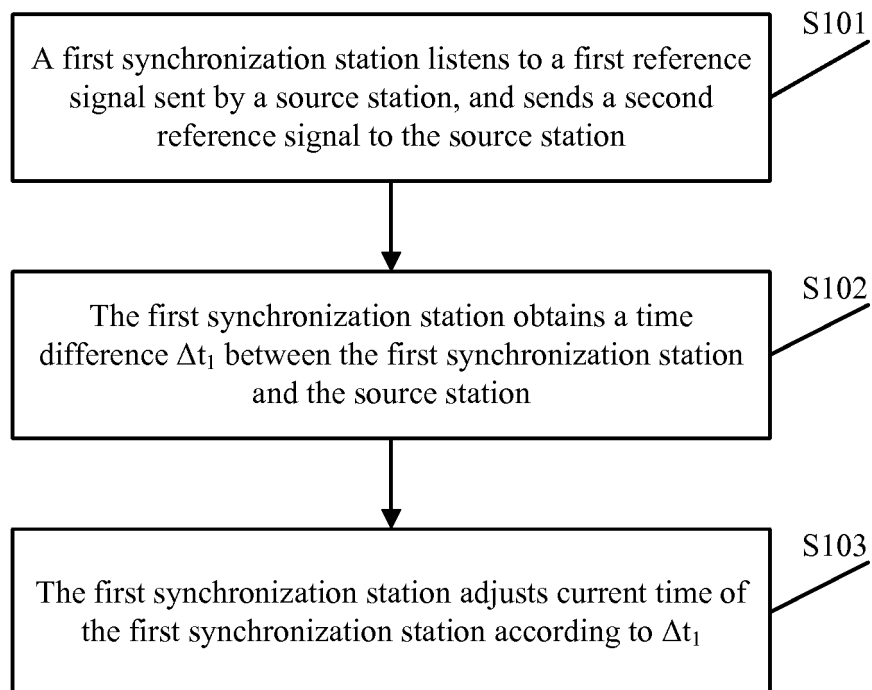 S101
A first synchronization station listens to a first reference
signal sent by a source station, and sends a second
reference signal to the source station
S102
The first synchronization station obtains a time
difference Δt₁ between the first synchronization station
and the source station
S103
The first synchronization station adjusts current time of
the first synchronization station according to Δt₁